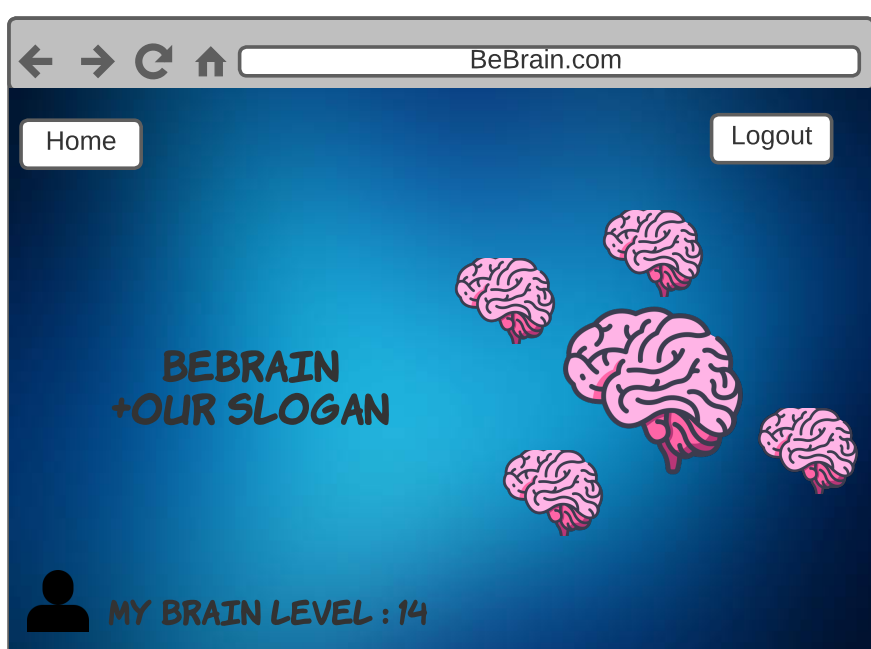 BeBrain.com
Home
Logout
BEBRAIN
+OUR SLOGAN
MY BRAIN LEVEL : 14